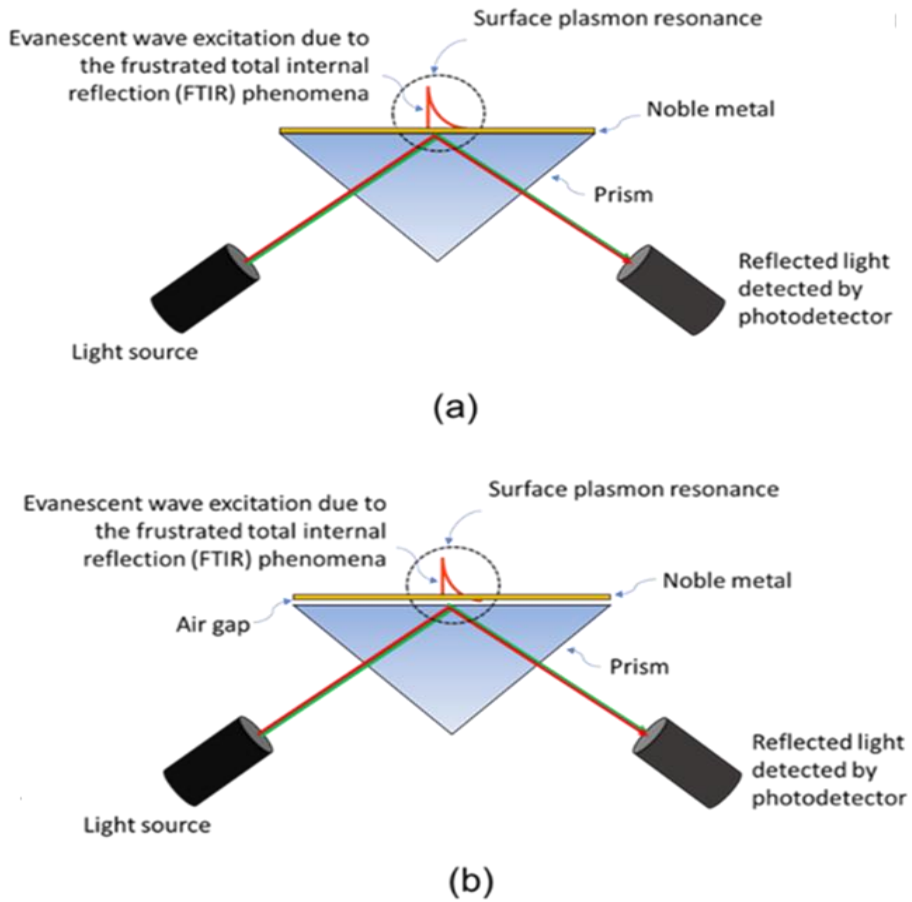 Surface plasmon resonance
Evanescent wave excitation due to
the frustrated total internal
reflection (FTIR) phenomena
Noble metal
Prism
Reflected light
detected by
photodetector
Light source
(a)
Surface plasmon resonance
Evanescent wave excitation due to
the frustrated total internal
reflection (FTIR) phenomena
Noble metal
Air gap
Prism
Reflected light
detected by
photodetector
Light source
(b)